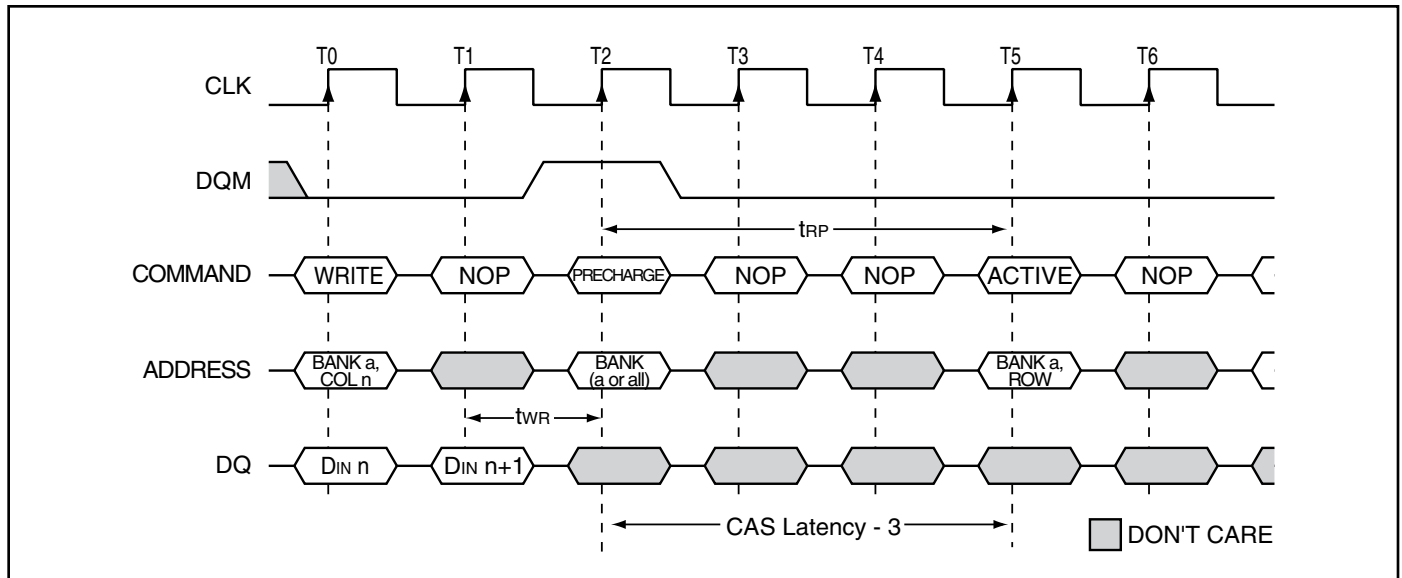 T0 T1 T2 T3 T4 T5 T6
CLK
DQM
tRP
COMMAND WRITE NOP PRECHARGE NOP NOP ACTIVE NOP
ADDRESS BANK a, COL n BANK (a or all) BANK a, ROW
tWR
DQ DIN n DIN n+1
CAS Latency - 3
DON'T CARE